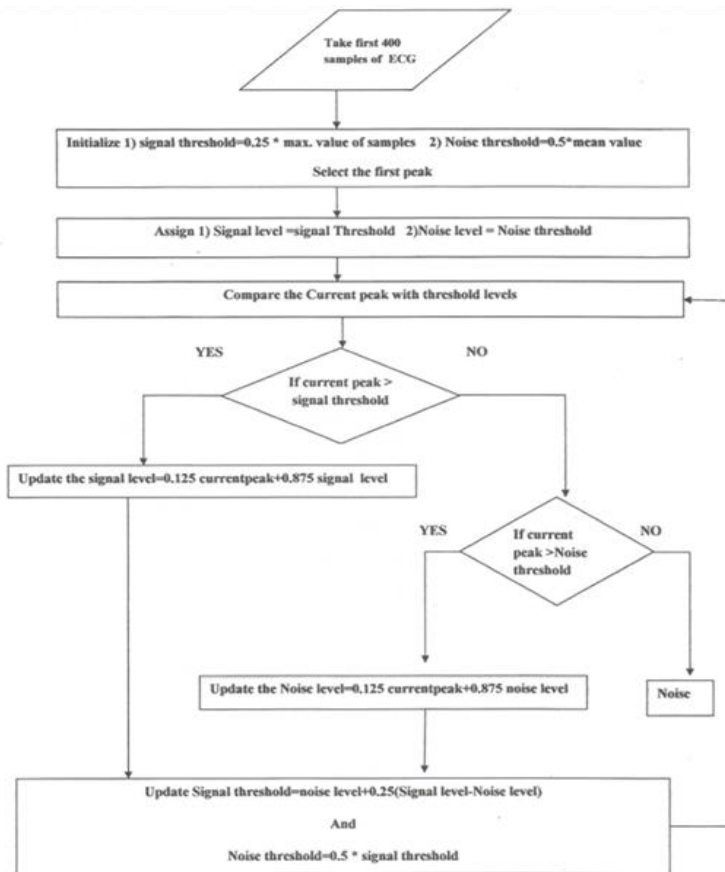 Take first 400
samples of ECG
Initialize 1) signal threshold=0.25 * max. value of samples 2) Noise threshold=0.5*mean value
Select the first peak
Assign 1) Signal level =signal Threshold 2)Noise level = Noise threshold
Compare the Current peak with threshold levels
YES
NO
If current peak >
signal threshold
Update the signal level=0.125 currentpeak+0.875 signal level
YES
NO
If current
peak >Noise
threshold
Update the Noise level=0.125 currentpeak+0.875 noise level
Noise
Update Signal threshold=noise level+0.25(Signal level-Noise level)
And
Noise threshold=0.5 * signal threshold